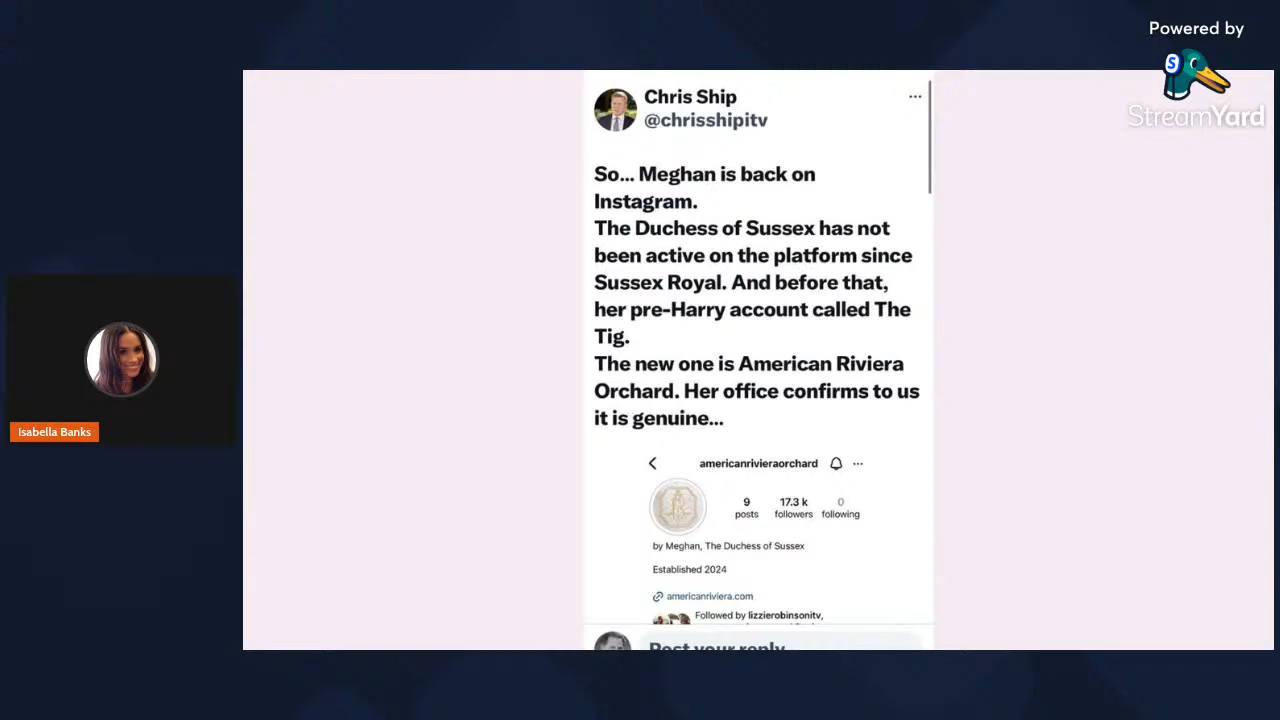 Powered by
S
StreamYard
Chris Ship
@chrisshipitv
So... Meghan is back on
Instagram.
The Duchess of Sussex has not
been active on the platform since
Sussex Royal. And before that,
her pre-Harry account called The
Tig.
The new one is American Riviera
Orchard. Her office confirms to us
it is genuine...
americanrivieraorchard
9 17.3 k 0
posts followers following
by Meghan, The Duchess of Sussex
Established 2024
americanriviera.com
Followed by lizzierobinsonitv,
Post your reply
Isabella Banks